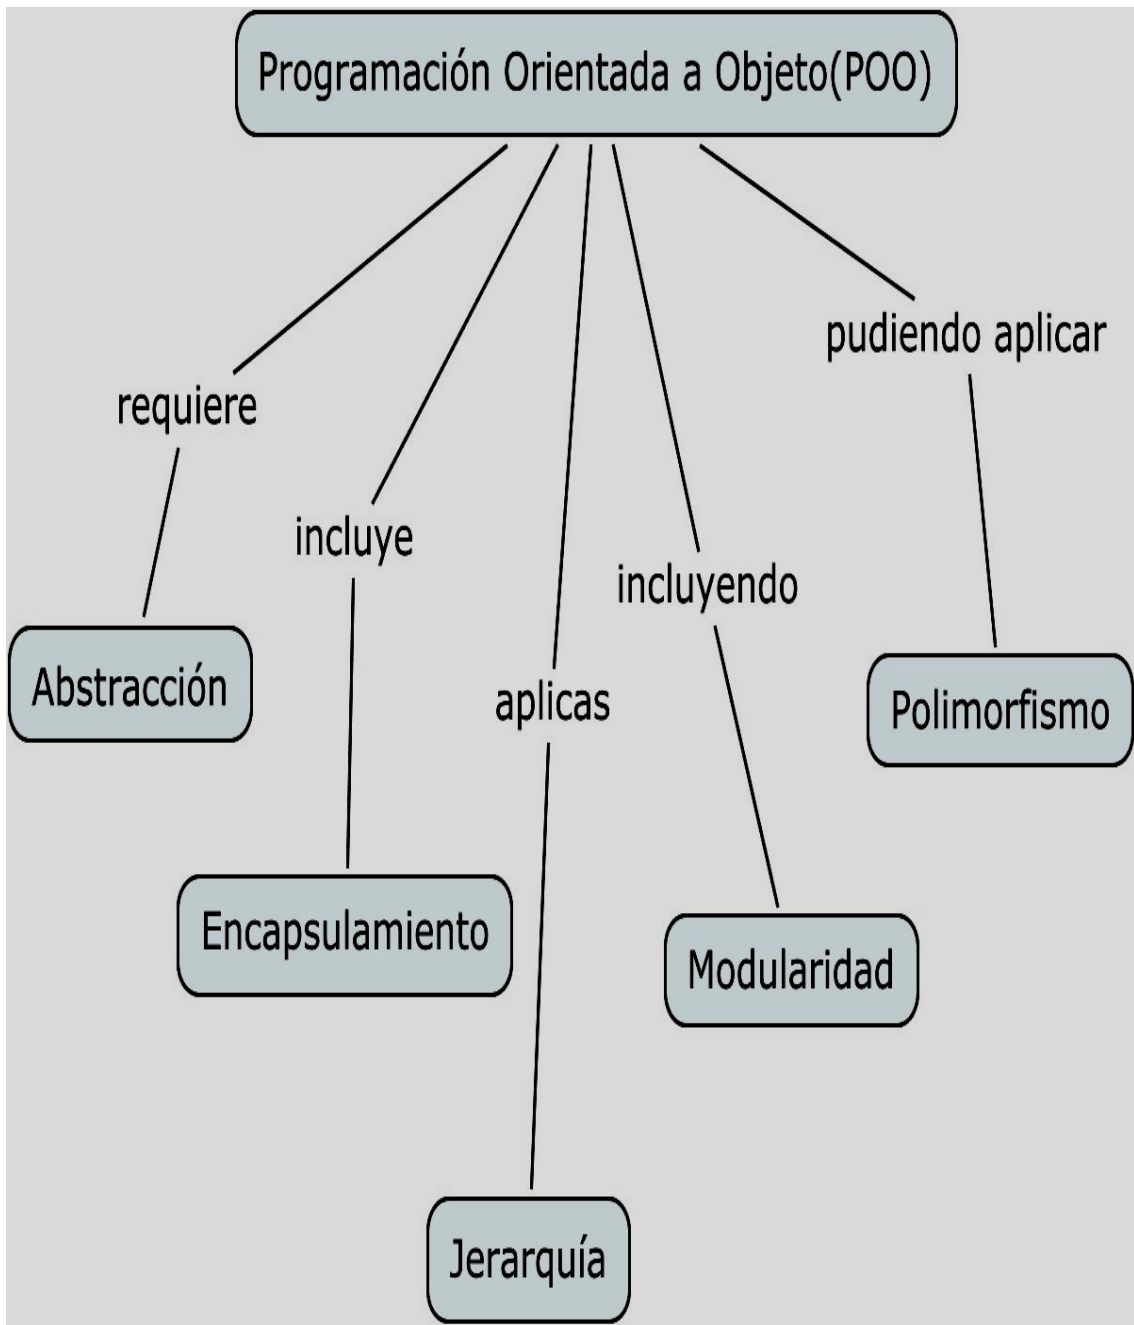 Programación Orientada a Objeto(POO)
pudiendo aplicar
requiere
incluye
incluyendo
Abstracción
aplicas
Polimorfismo
Encapsulamiento
Modularidad
Jerarquía